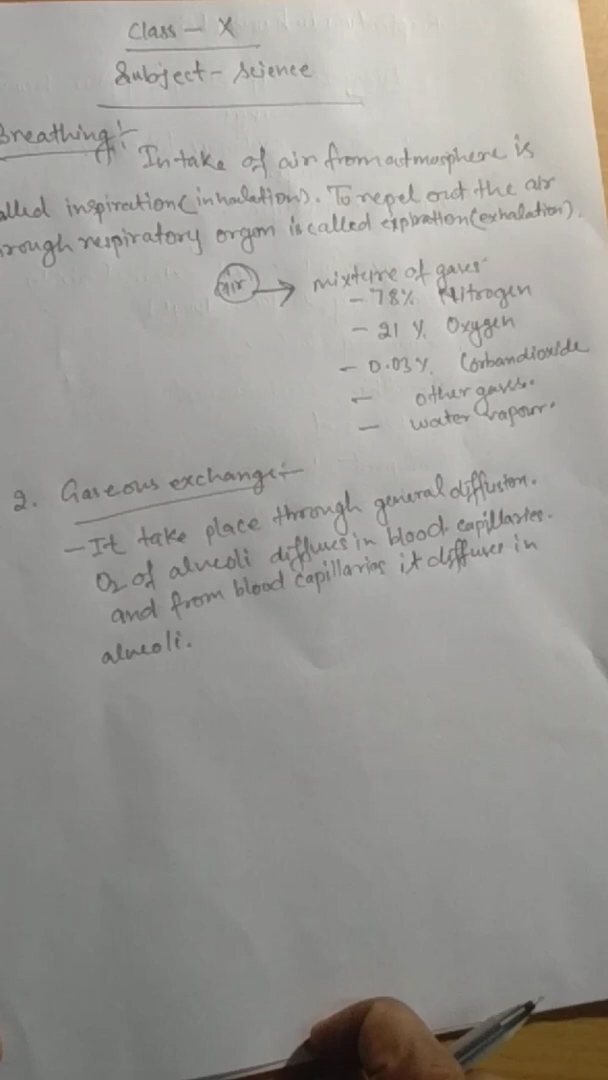 Class - X
Subject - Science
Breathing :-
Intake of air from atmosphere is
alled inspiration (inhalation). To repel out the air
rough respiratory organ is called expiration (exhalation).
air → mixture of gases
- 78% Nitrogen
- 21 % Oxygen
- 0.03 % Carbandioxide
- other gases.
- water vapour.
2. Gaseous exchange :-
- It take place through general diffusion.
O2 of alveoli diffuses in blood capillaries.
and from blood capillaries it diffuses in
alveoli.